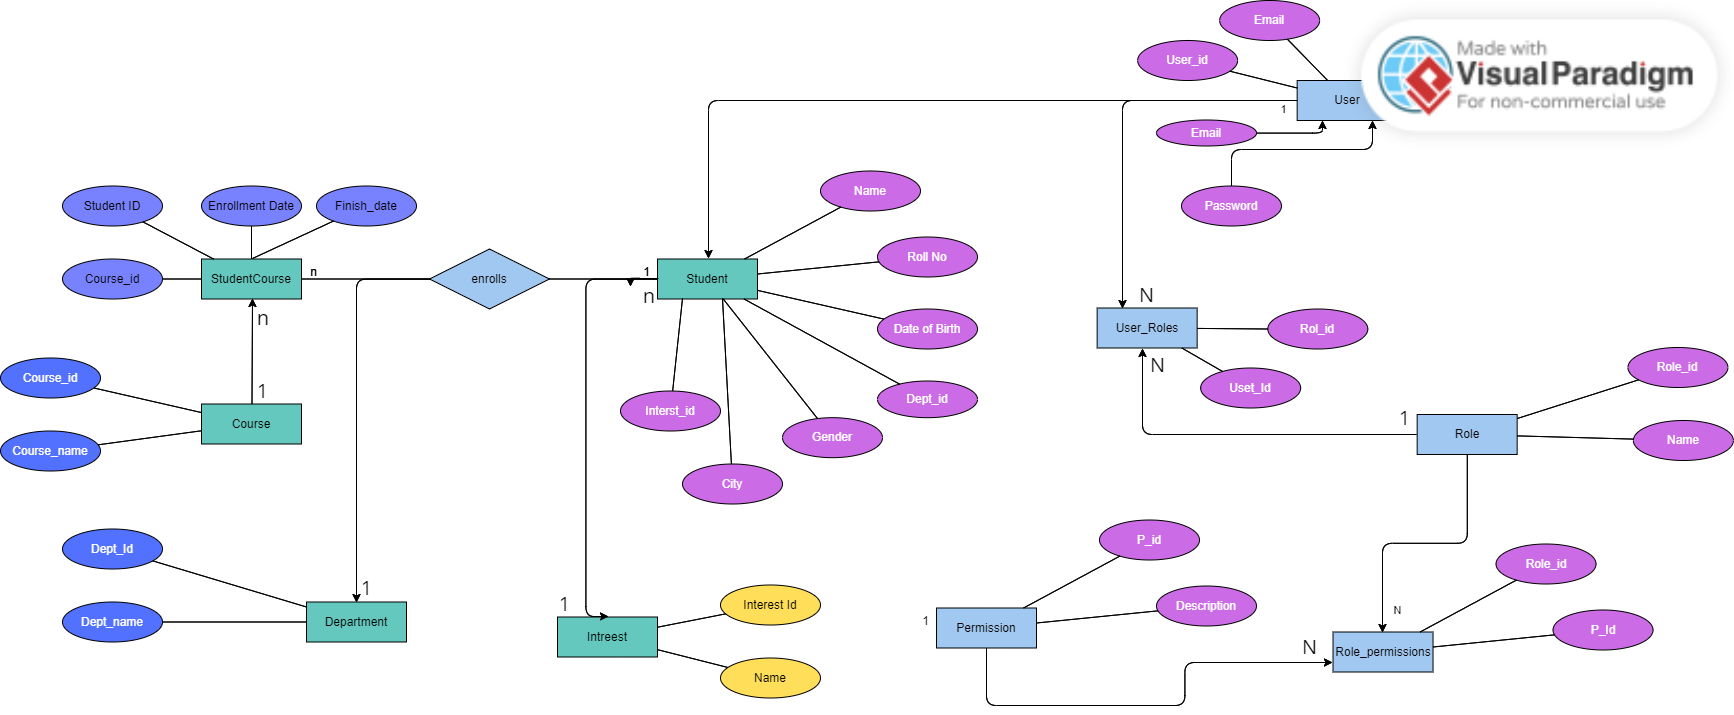 Email
Made with
Visual Paradigm
For non-commercial use
User_id
User
1
Email
Password
Name
Student ID
Enrollment Date
Finish_date
Roll No
Course_id
StudentCourse
n
enrolls
1
Student
n
Date of Birth
n
N
User_Roles
Rol_id
N
Uset_Id
Role_id
Course_id
1
Course
Course_name
Interst_id
Dept_id
Gender
City
1
Role
Name
Dept_Id
1
Dept_name
Department
P_id
Role_id
1
Interest Id
Intreest
Name
1
Permission
Description
N
P_Id
N
Role_permissions